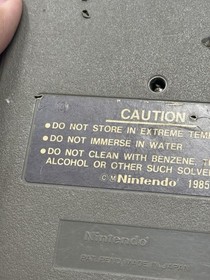 CAUTION
• DO NOT STORE IN EXTREME TEM
• DO NOT IMMERSE IN WATER
• DO NOT CLEAN WITH BENZENE, T
ALCOHOL OR OTHER SUCH SOLVE
© M Nintendo 1985
Nintendo